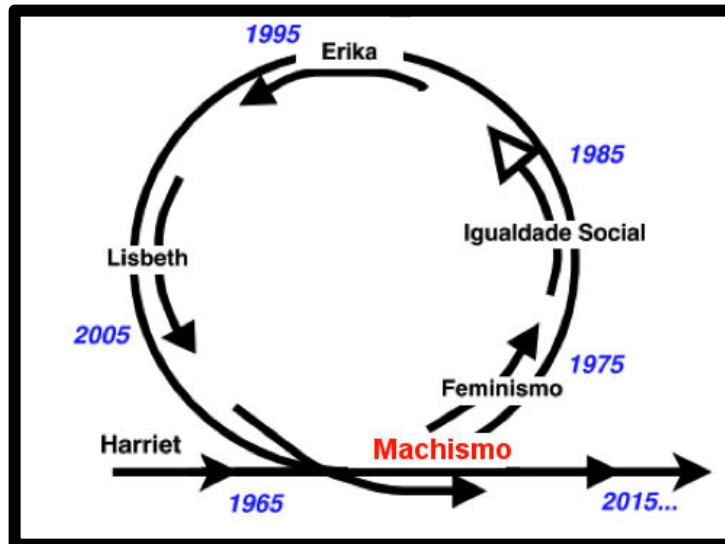 1995
Erika
1985
Igualdade Social
Lisbeth
2005
1975
Feminismo
Harriet
Machismo
1965
2015...